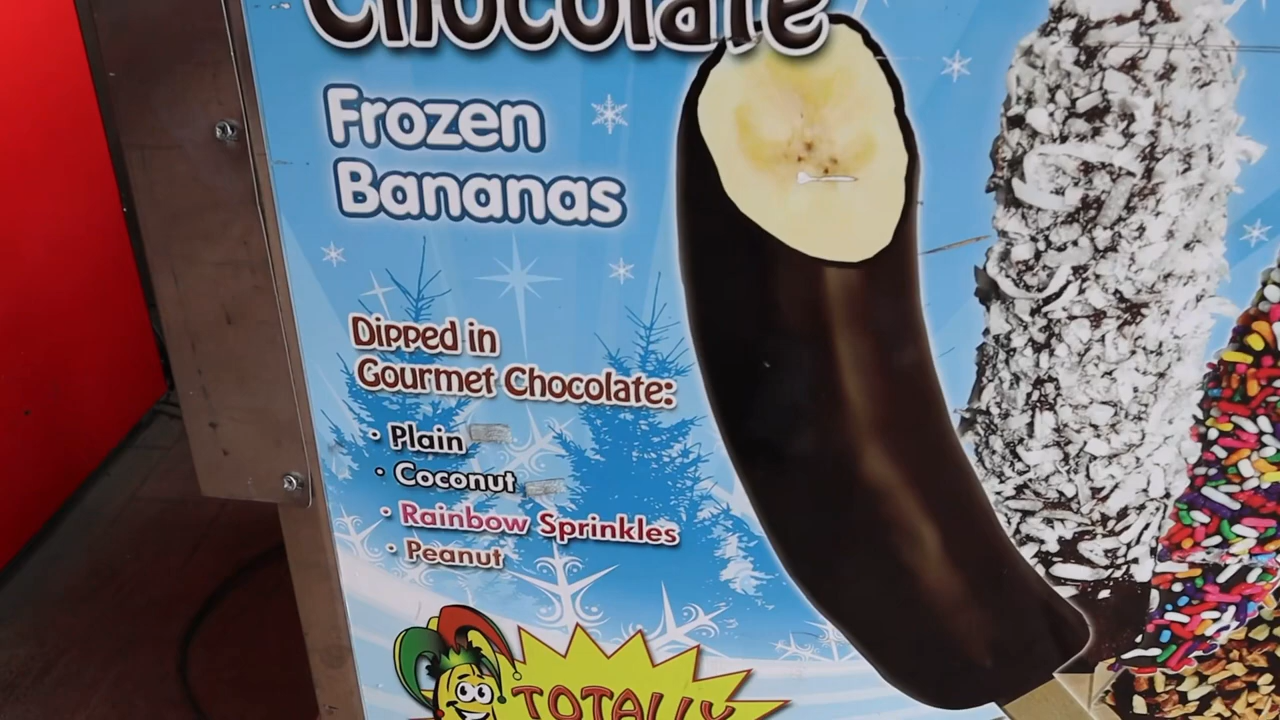 Chocolate
Frozen
Bananas
Dipped in
Gourmet Chocolate:
• Plain
• Coconut
• Rainbow Sprinkles
• Peanut
TOTALLY